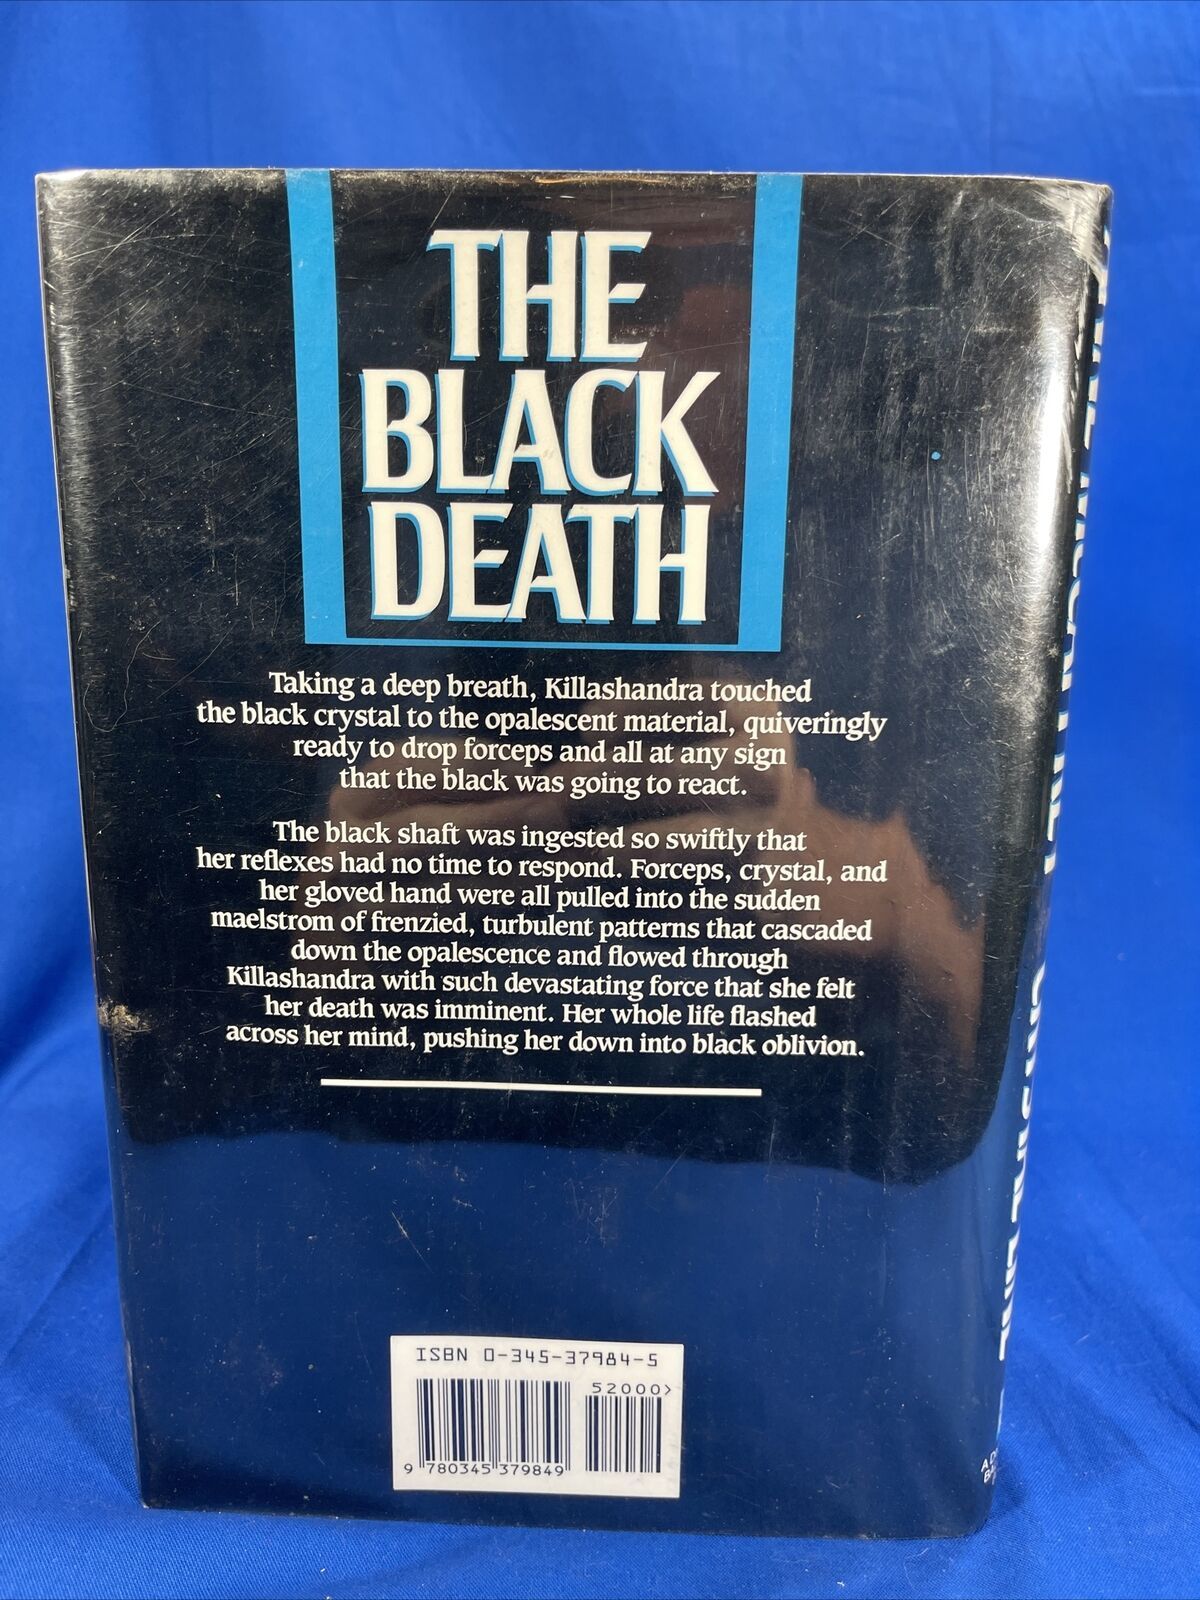 THE
BLACK
DEATH
Taking a deep breath, Killashandra touched
the black crystal to the opalescent material, quiveringly
ready to drop forceps and all at any sign
that the black was going to react.
The black shaft was ingested so swiftly that
her reflexes had no time to respond. Forceps, crystal, and
her gloved hand were all pulled into the sudden
maelstrom of frenzied, turbulent patterns that cascaded
down the opalescence and flowed through
Killashandra with such devastating force that she felt
her death was imminent. Her whole life flashed
across her mind, pushing her down into black oblivion.
ISBN 0-345-37984-5
52000>
9 780345 379849